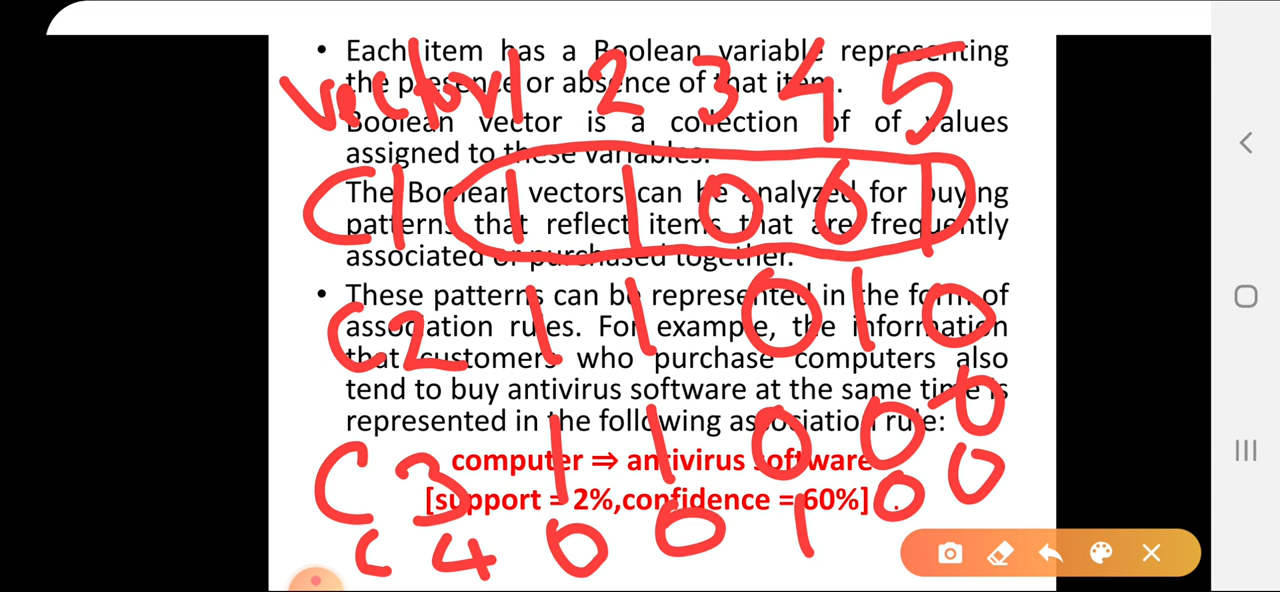 • Each item has a Boolean variable representing
the presence or absence of that item.
Vector 1 2 3 4 5
Boolean vector is a collection of of values
assigned to these variables.
C1 1 1 0 0 1
The Boolean vectors can be analyzed for buying
patterns that reflect items that are frequently
associated or purchased together.
• These patterns can be represented in the form of
C2 1 1 0 1 0
association rules. For example, the information
that customers who purchase computers also
tend to buy antivirus software at the same time is
represented in the following association rule:
C3 1 1 0 0 0
computer ⇒ antivirus software
[support = 2%,confidence = 60%] .
C4 0 0 1 0 0